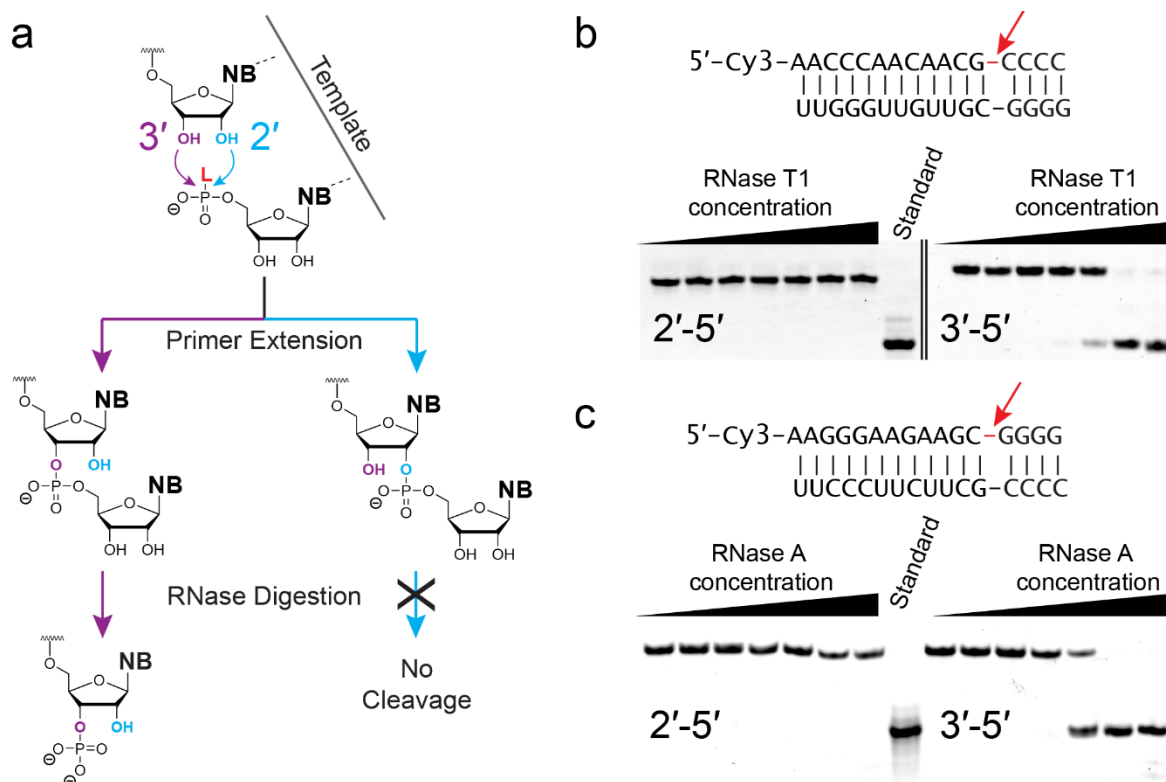 a
NB
O
O
3′
OH
OH
2′
Template
L
⊖O-P-O
O
NB
O
OH OH
Primer Extension
NB
O
O
O OH
⊖O-P-O
O
NB
O
OH OH
NB
O
O
OH O
⊖O-P-O
O
NB
O
OH OH
RNase Digestion
No
Cleavage
NB
O
O
O OH
⊖O-P=O
O
⊖
b
5′-Cy3-AACCCAACAACG-CCCC
UUGGGUUGUUGC-GGGG
RNase T1
concentration
Standard
RNase T1
concentration
2′-5′
3′-5′
c
5′-Cy3-AAGGGAAGAAGC-GGGG
UUCCCUUCUUCG-CCCC
RNase A
concentration
Standard
RNase A
concentration
2′-5′
3′-5′